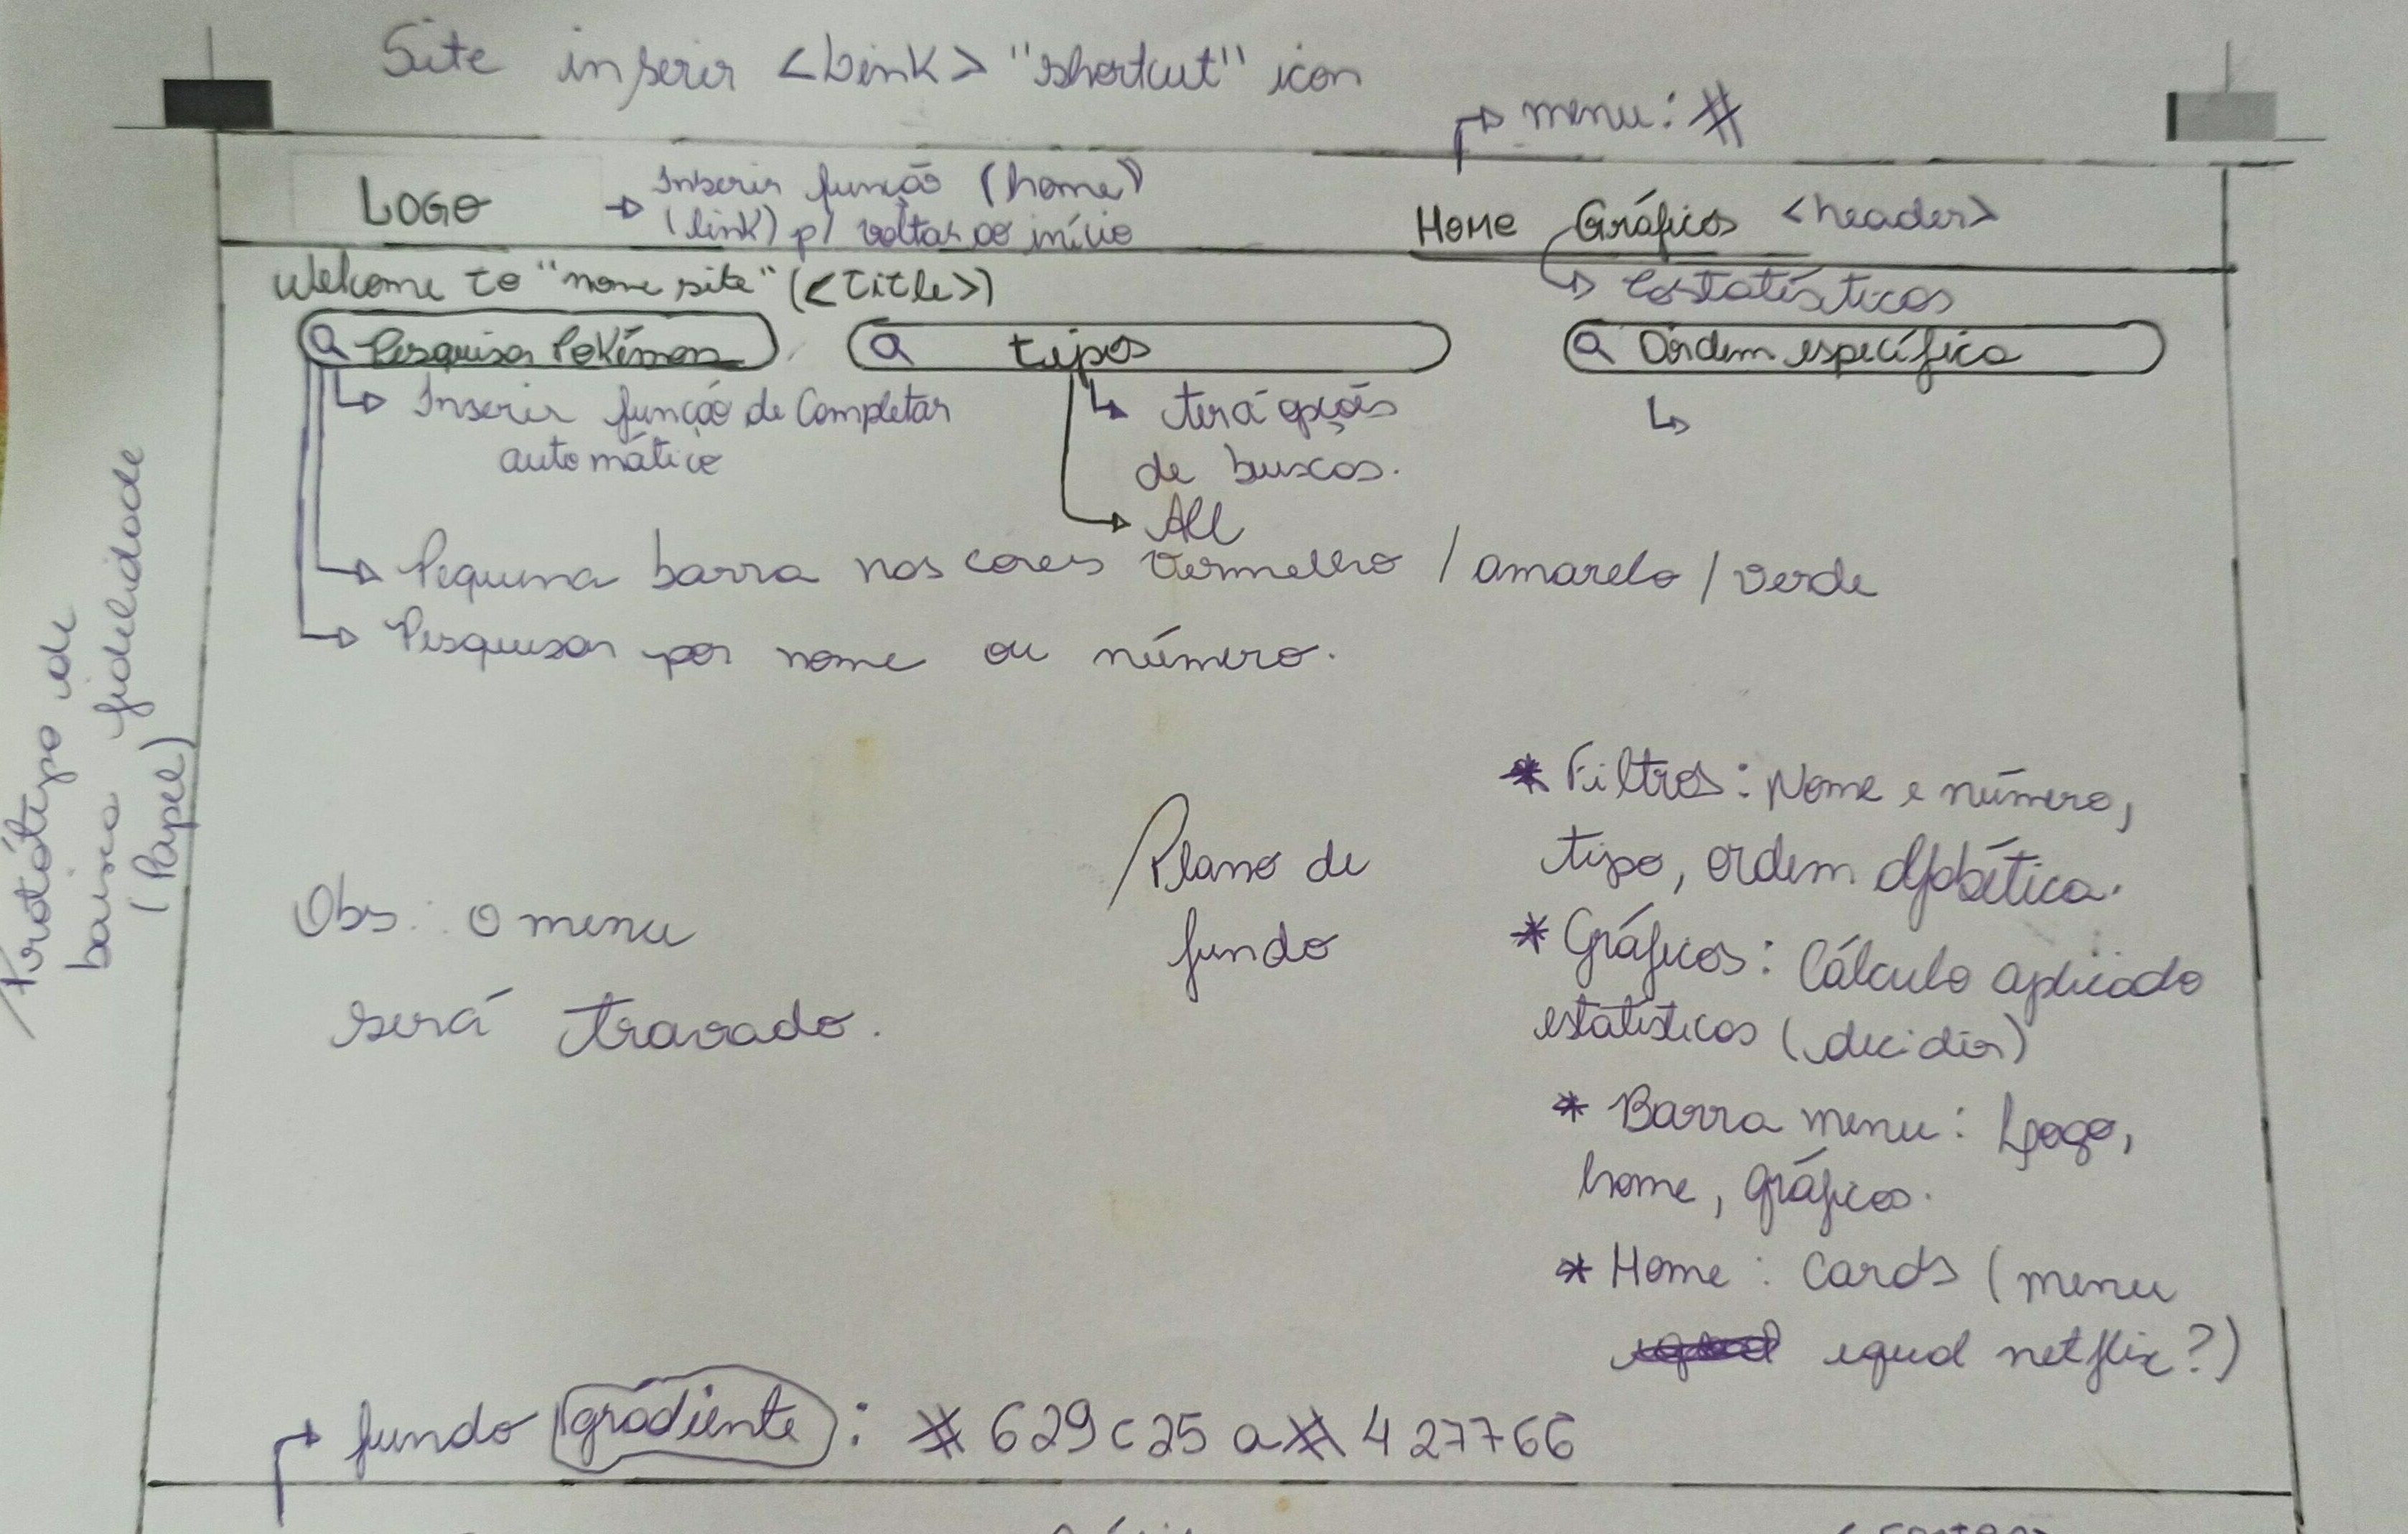 Site inserir <link> "shortcut" icon
menu: #
LOGO
Inserir função (home)
(link) p/ voltar ao início
Home Gráficos <header>
Estatísticas
Welcome to "nome site" (<title>)
Pesquisar Pokémon
tipos
Ordem específica
Inserir função de Completar
automático
terá opções
de buscas.
All
Pequena barra nas cores vermelho / amarelo / verde
Pesquisar por nome ou número.
Protótipo de
baixa fidelidade
(Papel)
Obs: O menu
será travado.
Plano de
fundo
* Filtros: Nome e número,
tipo, ordem alfabética.
* Gráficos: Cálculo aplicado
estatísticas (decidir)
* Barra menu: Logo,
home, gráficos.
* Home: Cards (menu
igual netflix?)
fundo gradiente: #629c25 a #427766